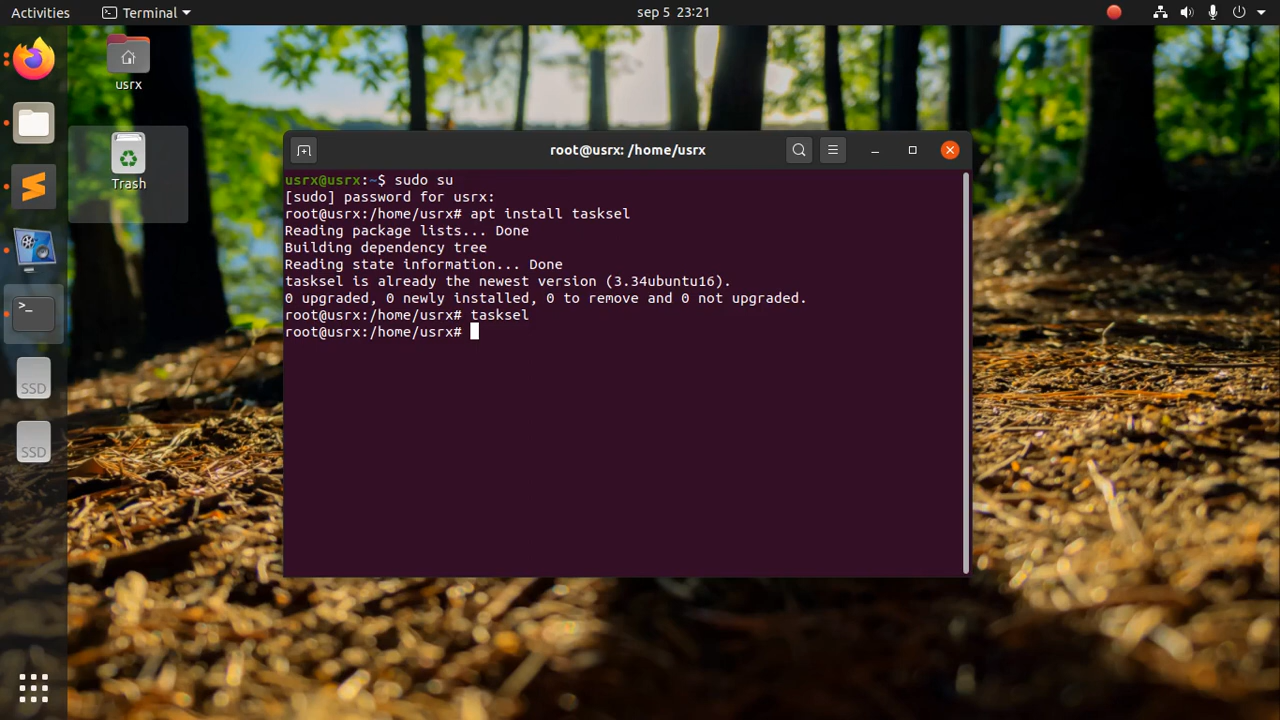 Activities
Terminal
sep 5 23:21
usrx
Trash
SSD
SSD
root@usrx: /home/usrx
usrx@usrx:~$ sudo su
[sudo] password for usrx:
root@usrx:/home/usrx# apt install tasksel
Reading package lists... Done
Building dependency tree
Reading state information... Done
tasksel is already the newest version (3.34ubuntu16).
0 upgraded, 0 newly installed, 0 to remove and 0 not upgraded.
root@usrx:/home/usrx# tasksel
root@usrx:/home/usrx#